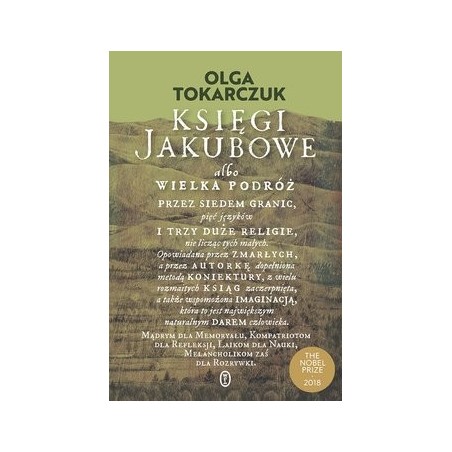 OLGA
TOKARCZUK
KSIĘGI
JAKUBOWE
albo
WIELKA PODRÓŻ
PRZEZ SIEDEM GRANIC,
pięć języków
I TRZY DUŻE RELIGIE,
nie licząc tych małych.
Opowiadana przez ZMARŁYCH,
a przez AUTORKĘ dopełniona
metodą KONIEKTURY, z wielu
rozmaitych KSIĄG zaczerpnięta,
a także wspomożona IMAGINACJĄ,
która to jest największym
naturalnym DAREM człowieka.
MĄDRYM DLA MEMORYAŁU, KOMPATRIOTOM
DLA REFLEKSJI, LAIKOM DLA NAUKI,
MELANCHOLIKOM ZAŚ
DLA ROZRYWKI.
THE
NOBEL
PRIZE
2018